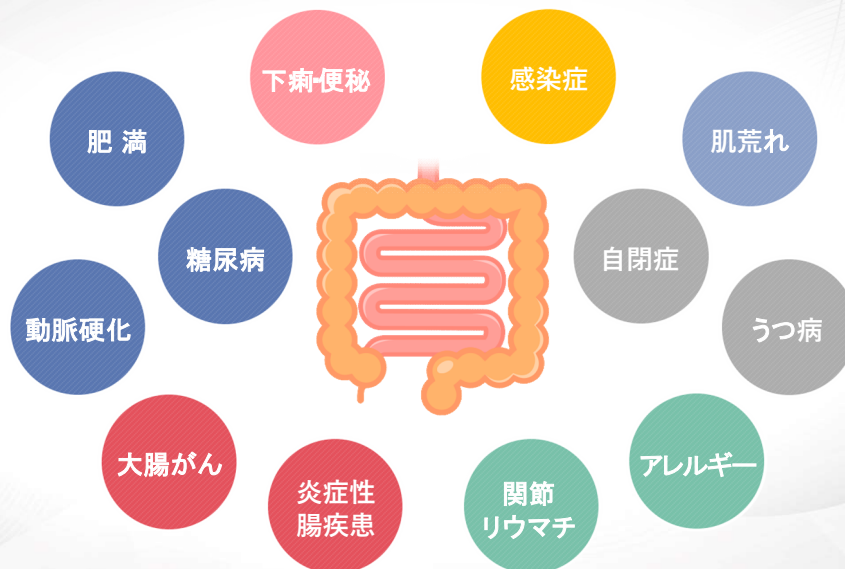 下痢・便秘
感染症
肥 満
肌荒れ
糖尿病
自閉症
動脈硬化
うつ病
大腸がん
アレルギー
炎症性
腸疾患
関節
リウマチ